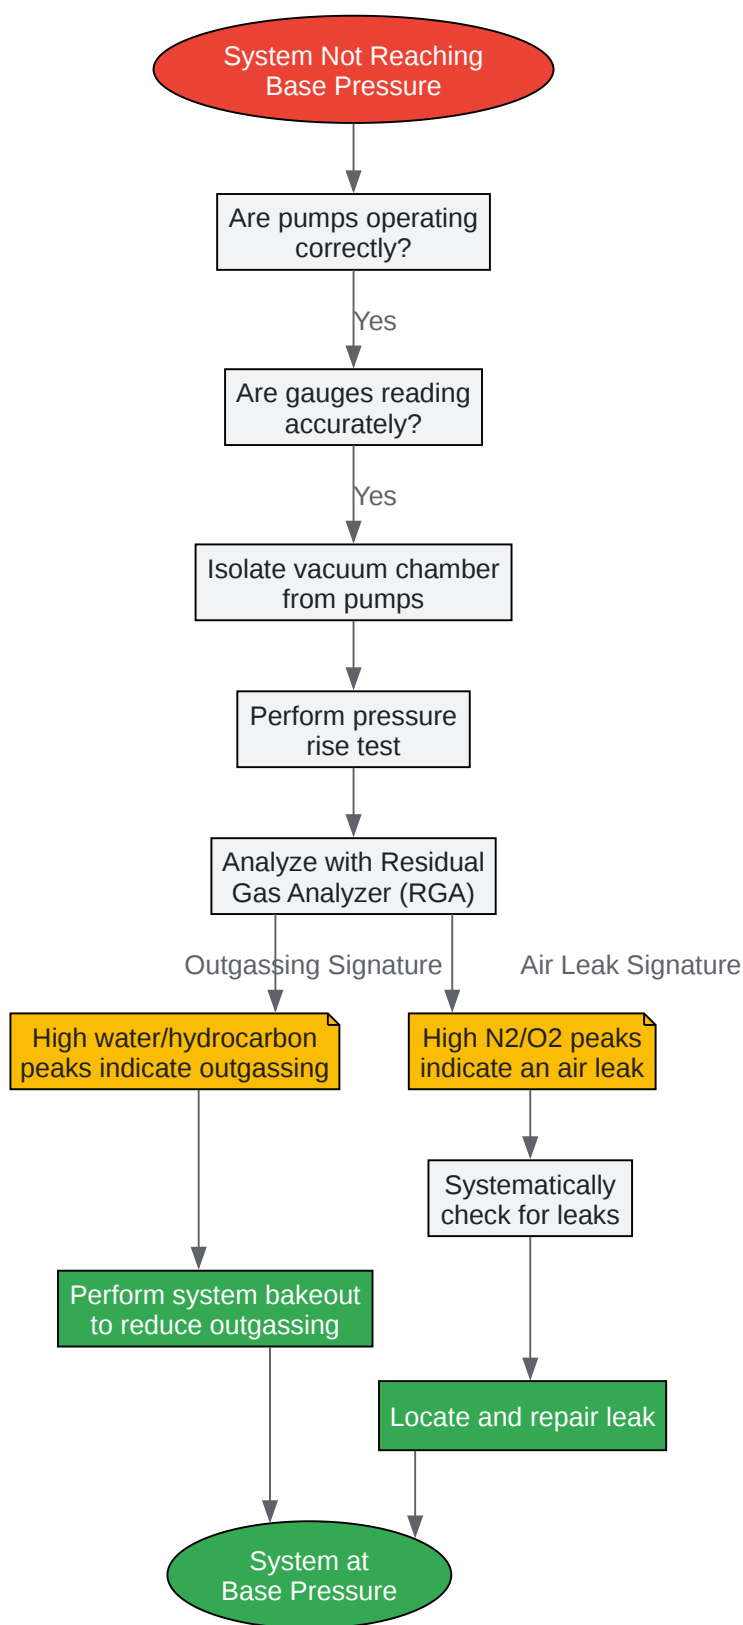 System Not Reaching
Base Pressure
Are pumps operating
correctly?
Yes
Are gauges reading
accurately?
Yes
Isolate vacuum chamber
from pumps
Perform pressure
rise test
Analyze with Residual
Gas Analyzer (RGA)
Outgassing Signature
Air Leak Signature
High water/hydrocarbon
peaks indicate outgassing
High N2/O2 peaks
indicate an air leak
Systematically
check for leaks
Perform system bakeout
to reduce outgassing
Locate and repair leak
System at
Base Pressure